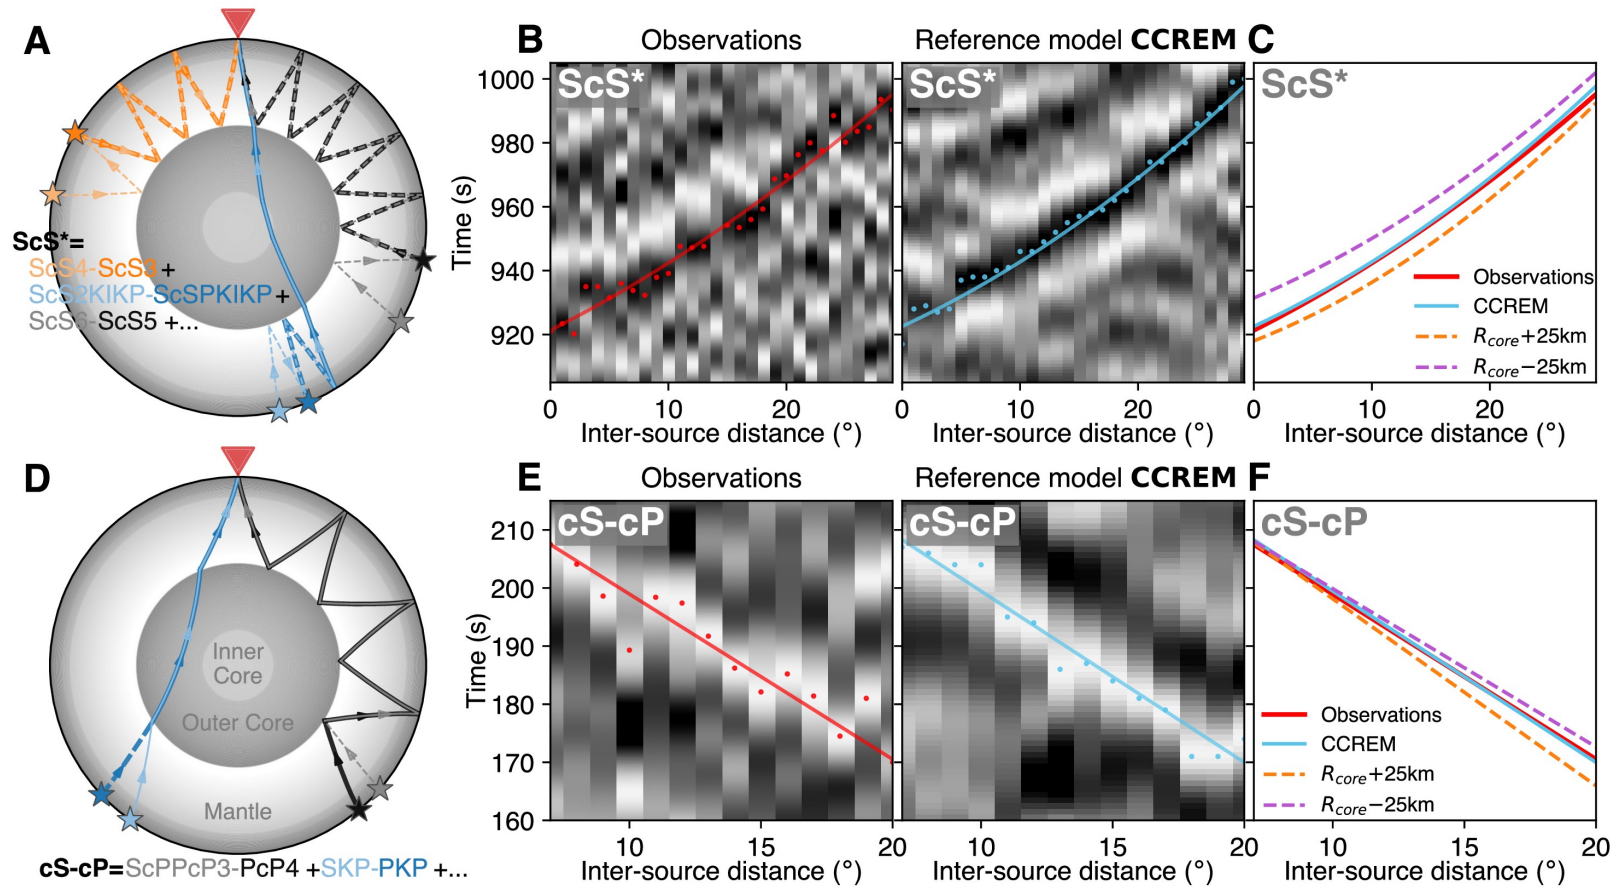 A
ScS*=
ScS4-ScS3 +
ScS2KIKP-ScSPKIKP +
ScS6-ScS5 +...
B
Observations
ScS*
Time (s)
1000
980
960
940
920
0 10 20
Inter-source distance (°)
Reference model CCREM
ScS*
0 10 20
Inter-source distance (°)
C
ScS*
Observations
CCREM
Rcore+25km
Rcore−25km
0 10 20
Inter-source distance (°)
D
Inner
Core
Outer Core
Mantle
cS-cP=ScPPcP3-PcP4 +SKP-PKP +...
E
Observations
cS-cP
Time (s)
210
200
190
180
170
160
10 15 20
Inter-source distance (°)
Reference model CCREM
cS-cP
10 15 20
Inter-source distance (°)
F
cS-cP
Observations
CCREM
Rcore+25km
Rcore−25km
10 15 20
Inter-source distance (°)